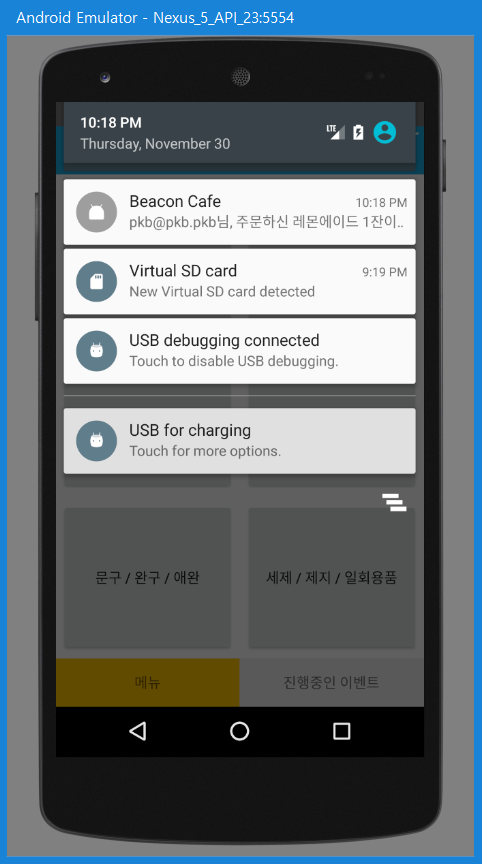 Android Emulator - Nexus_5_API_23:5554
10:18 PM
Thursday, November 30
LTE
Beacon Cafe 10:18 PM
pkb@pkb.pkb님, 주문하신 레몬에이드 1잔이..
Virtual SD card 9:19 PM
New Virtual SD card detected
USB debugging connected
Touch to disable USB debugging.
USB for charging
Touch for more options.
문구 / 완구 / 애완 세제 / 제지 / 일회용품
메뉴 진행중인 이벤트